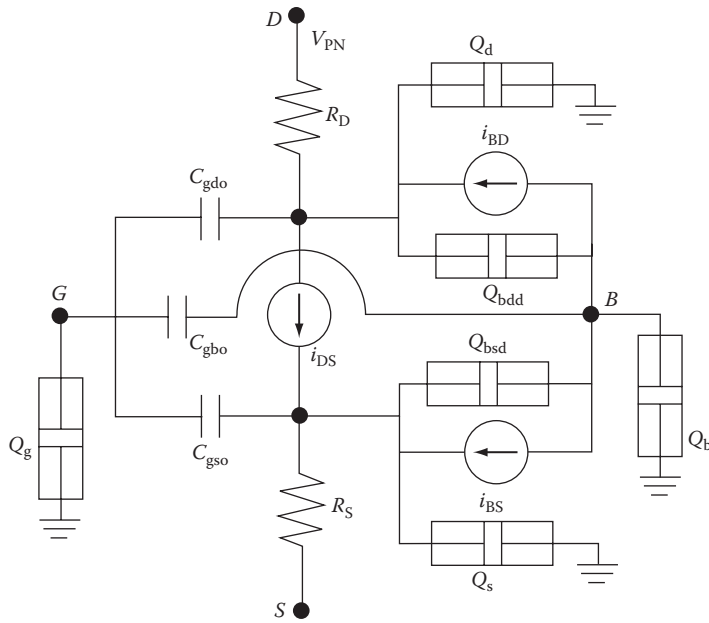 D
V_PN
Q_d
R_D
i_BD
C_gdo
Q_bdd
G
B
C_gbo
i_DS
Q_bsd
Q_g
C_gso
Q_b
R_S
i_BS
Q_s
S